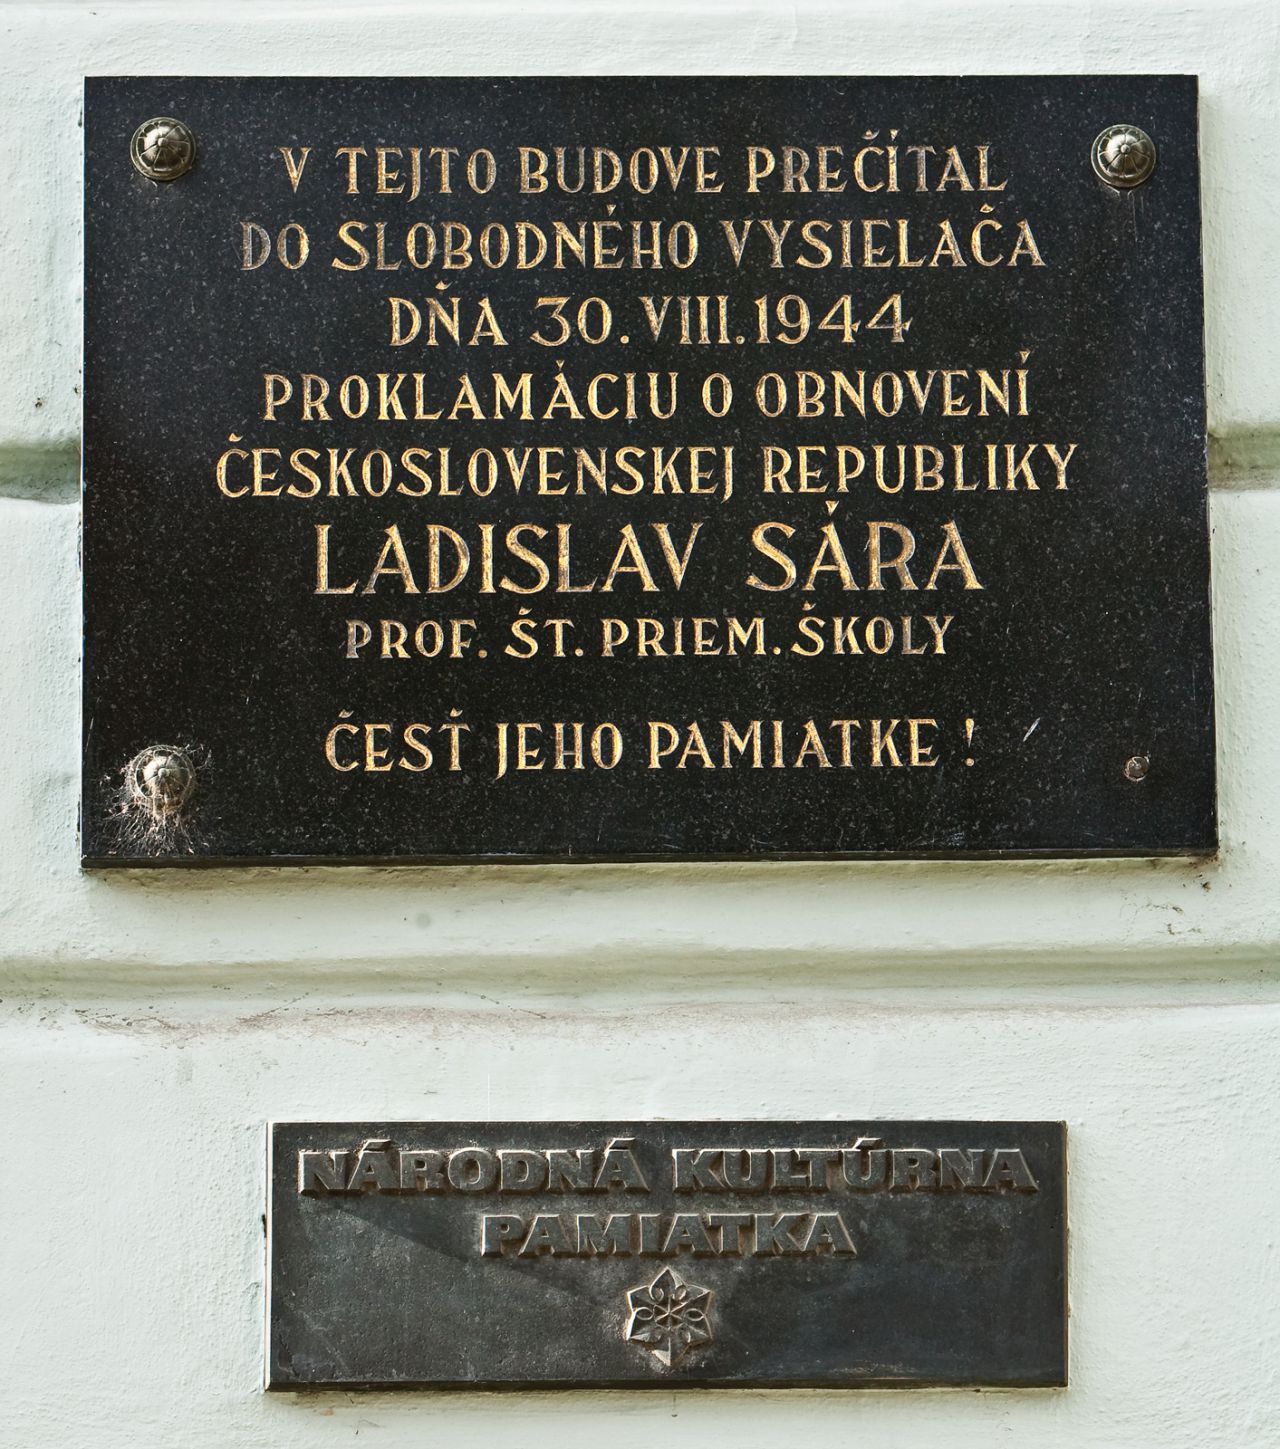 V TEJTO BUDOVE PREČÍTAL
DO SLOBODNÉHO VYSIELAČA
DŇA 30. VIII. 1944
PROKLAMÁCIU O OBNOVENÍ
ČESKOSLOVENSKEJ REPUBLIKY
LADISLAV SÁRA
PROF. ŠT. PRIEM. ŠKOLY
ČESŤ JEHO PAMIATKE !
NÁRODNÁ KULTÚRNA
PAMIATKA